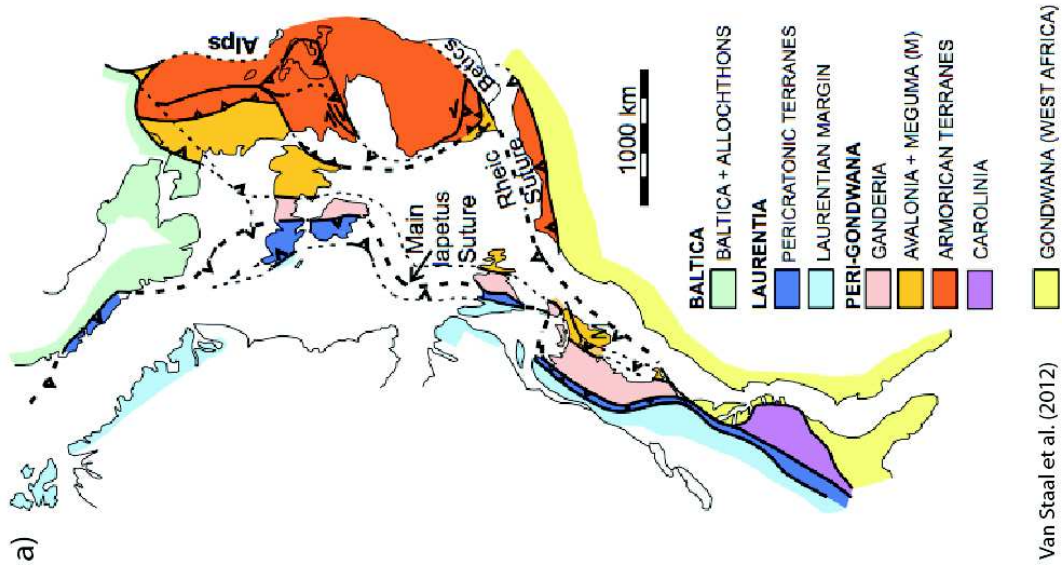 a)
Alps
Betics
Rheic
Suture
Main
Iapetus
Suture
1000 km
BALTICA
BALTICA + ALLOCHTHONS
LAURENTIA
PERICRATONIC TERRANES
LAURENTIAN MARGIN
PERI-GONDWANA
GANDERIA
AVALONIA + MEGUMA (M)
ARMORICAN TERRANES
CAROLINIA
GONDWANA (WEST AFRICA)
Van Staal et al. (2012)